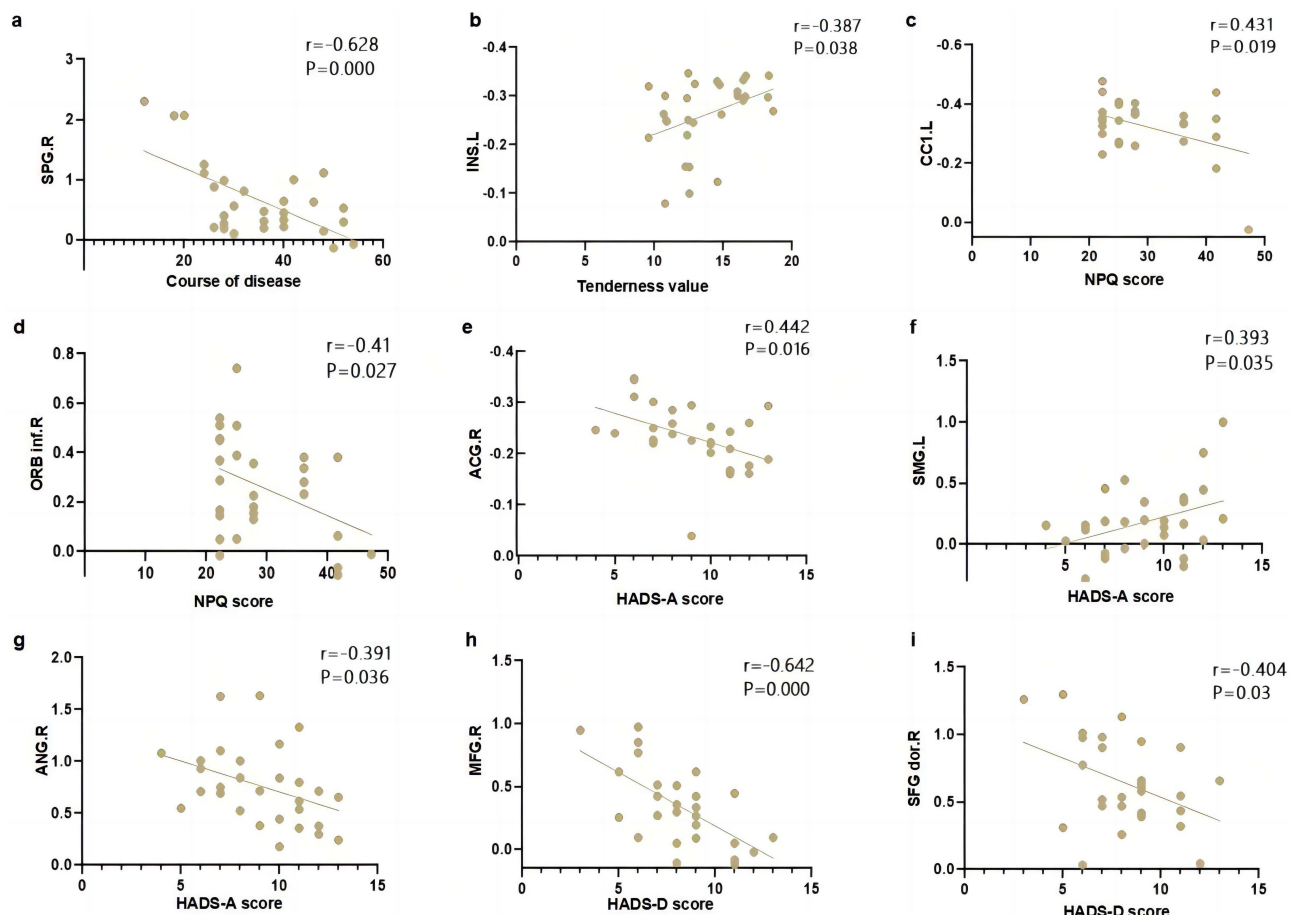 a
r=-0.628
P=0.000
SPG.R
3
2
1
0
20
40
60
Course of disease
b
r=-0.387
P=0.038
INS.L
-0.4
-0.3
-0.2
-0.1
0.0
0
5
10
15
20
Tenderness value
c
r=0.431
P=0.019
CC1.L
-0.6
-0.4
-0.2
0.0
0
10
20
30
40
50
NPQ score
d
r=-0.41
P=0.027
ORB inf.R
0.8
0.6
0.4
0.2
0.0
10
20
30
40
50
NPQ score
e
r=0.442
P=0.016
ACG.R
-0.4
-0.3
-0.2
-0.1
0.0
0
5
10
15
HADS-A score
f
r=0.393
P=0.035
SMG.L
1.5
1.0
0.5
0.0
5
10
15
HADS-A score
g
r=-0.391
P=0.036
ANG.R
2.0
1.5
1.0
0.5
0.0
0
5
10
15
HADS-A score
h
r=-0.642
P=0.000
MFG.R
1.5
1.0
0.5
0.0
0
5
10
15
HADS-D score
i
r=-0.404
P=0.03
SFG dor.R
1.5
1.0
0.5
0.0
0
5
10
15
HADS-D score